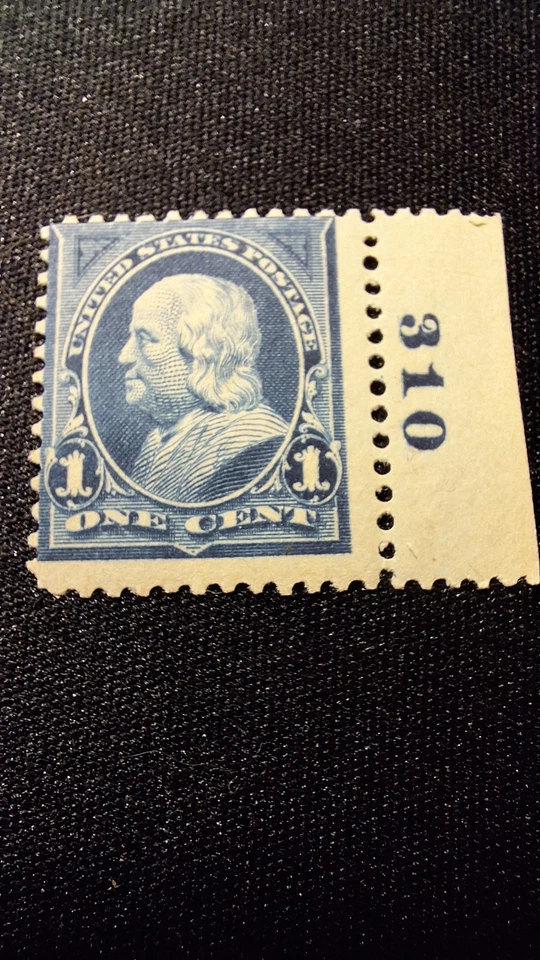 UNITED STATES POSTAGE
1 1
ONE CENT
310